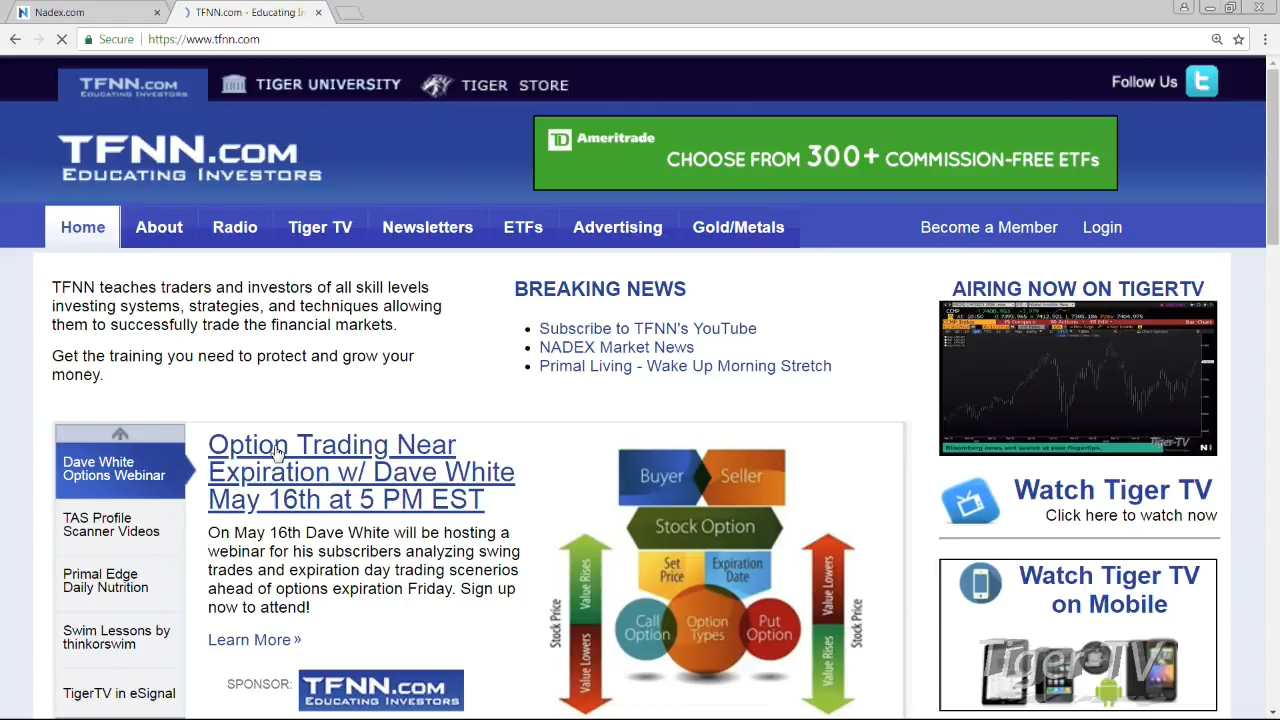 Nadex.com
TFNN.com - Educating In
Secure
https://www.tfnn.com
TFNN.COM
EDUCATING INVESTORS
TIGER UNIVERSITY
TIGER STORE
Follow Us
TFNN.COM
EDUCATING INVESTORS
TD Ameritrade
CHOOSE FROM 300+ COMMISSION-FREE ETFs
Home
About
Radio
Tiger TV
Newsletters
ETFs
Advertising
Gold/Metals
Become a Member
Login
TFNN teaches traders and investors of all skill levels
investing systems, strategies, and techniques allowing
them to successfully trade the financial markets.
Get the training you need to protect and grow your
money.
BREAKING NEWS
Subscribe to TFNN's YouTube
NADEX Market News
Primal Living - Wake Up Morning Stretch
AIRING NOW ON TIGERTV
Tiger-TV
Watch Tiger TV
Click here to watch now
Watch Tiger TV
on Mobile
TigerTV
Dave White
Options Webinar
TAS Profile
Scanner Videos
Primal Edge
Daily Nutrition
Swim Lessons by
thinkorswim
TigerTV in eSignal
Option Trading Near
Expiration w/ Dave White
May 16th at 5 PM EST
On May 16th Dave White will be hosting a
webinar for his subscribers analyzing swing
trades and expiration day trading scenerios
ahead of options expiration Friday. Sign up
now to attend!
Learn More »
SPONSOR:
TFNN.COM
EDUCATING INVESTORS
Buyer
Seller
Stock Option
Set
Price
Expiration
Date
Call
Option
Option
Types
Put
Option
Stock Price
Value Rises
Value Lowers
Value Lowers
Value Rises
Stock Price